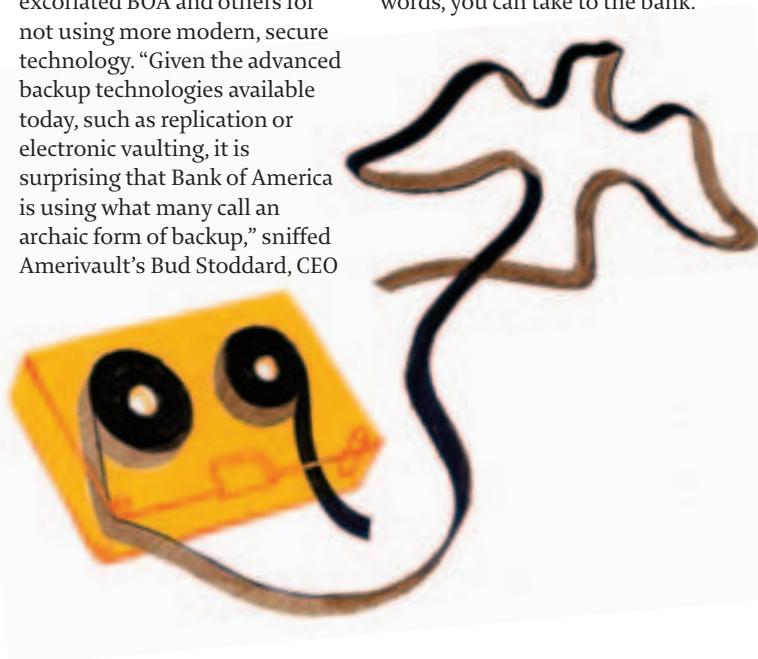 excoriated BOA and others for
not using more modern, secure
technology. “Given the advanced
backup technologies available
today, such as replication or
electronic vaulting, it is
surprising that Bank of America
is using what many call an
archaic form of backup,” sniffed
Amerivault’s Bud Stoddard, CEO
words, you can take to the bank.